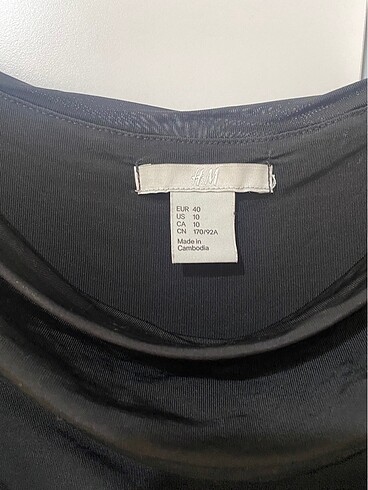 H&M
EUR 40
US 10
CA 10
CN 170/92A
Made in
Cambodia